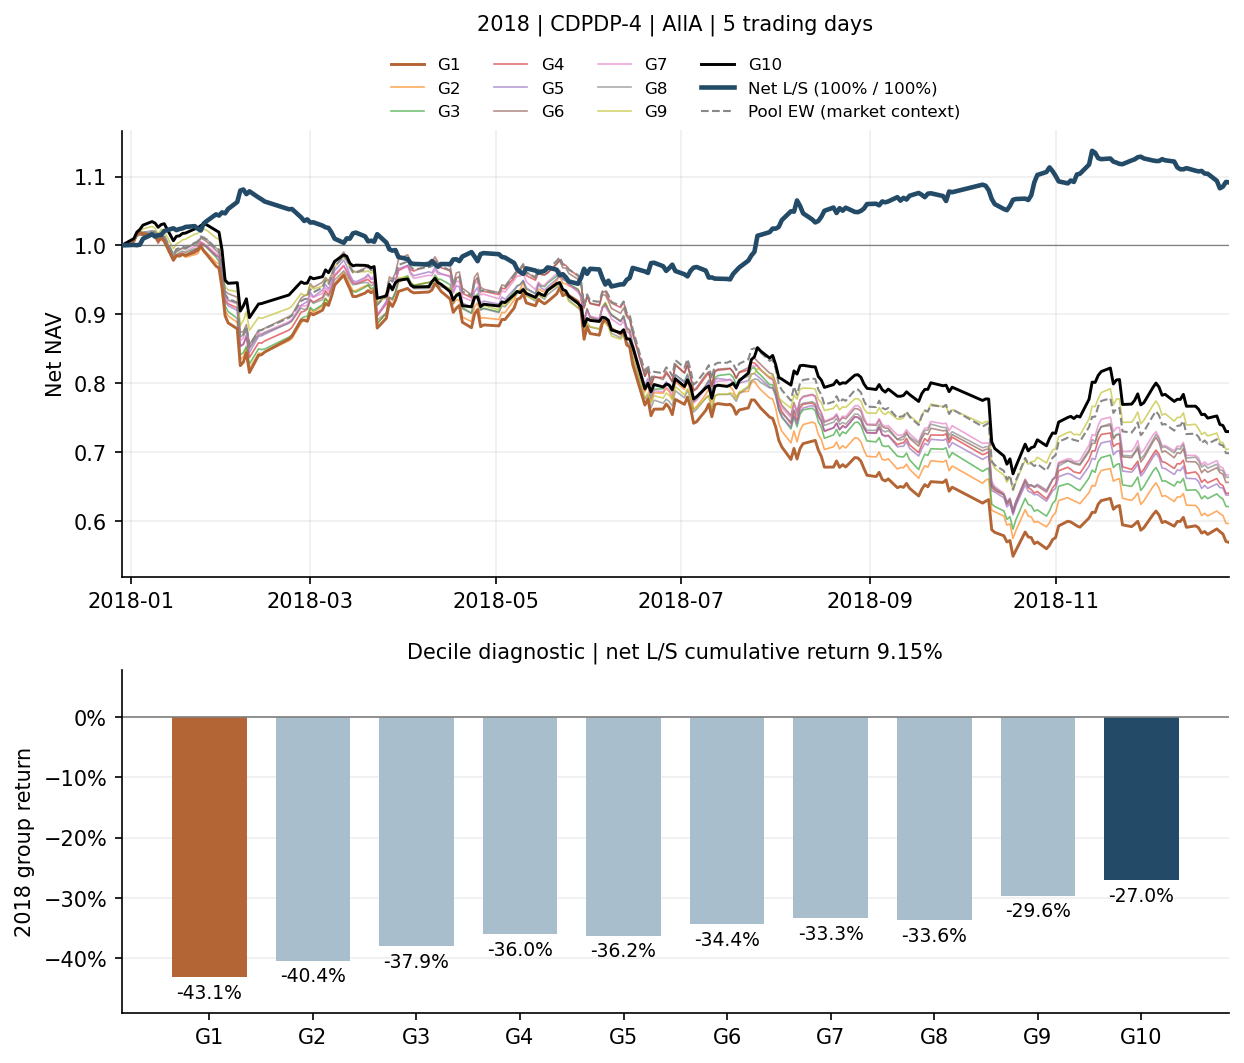 2018 | CDPDP-4 | AllA | 5 trading days
G1 G4 G7 G10
G2 G5 G8 Net L/S (100% / 100%)
G3 G6 G9 Pool EW (market context)
Net NAV
1.1
1.0
0.9
0.8
0.7
0.6
2018-01 2018-03 2018-05 2018-07 2018-09 2018-11
Decile diagnostic | net L/S cumulative return 9.15%
2018 group return
0%
−10%
−20%
−30%
−40%
-43.1% -40.4% -37.9% -36.0% -36.2% -34.4% -33.3% -33.6% -29.6% -27.0%
G1 G2 G3 G4 G5 G6 G7 G8 G9 G10